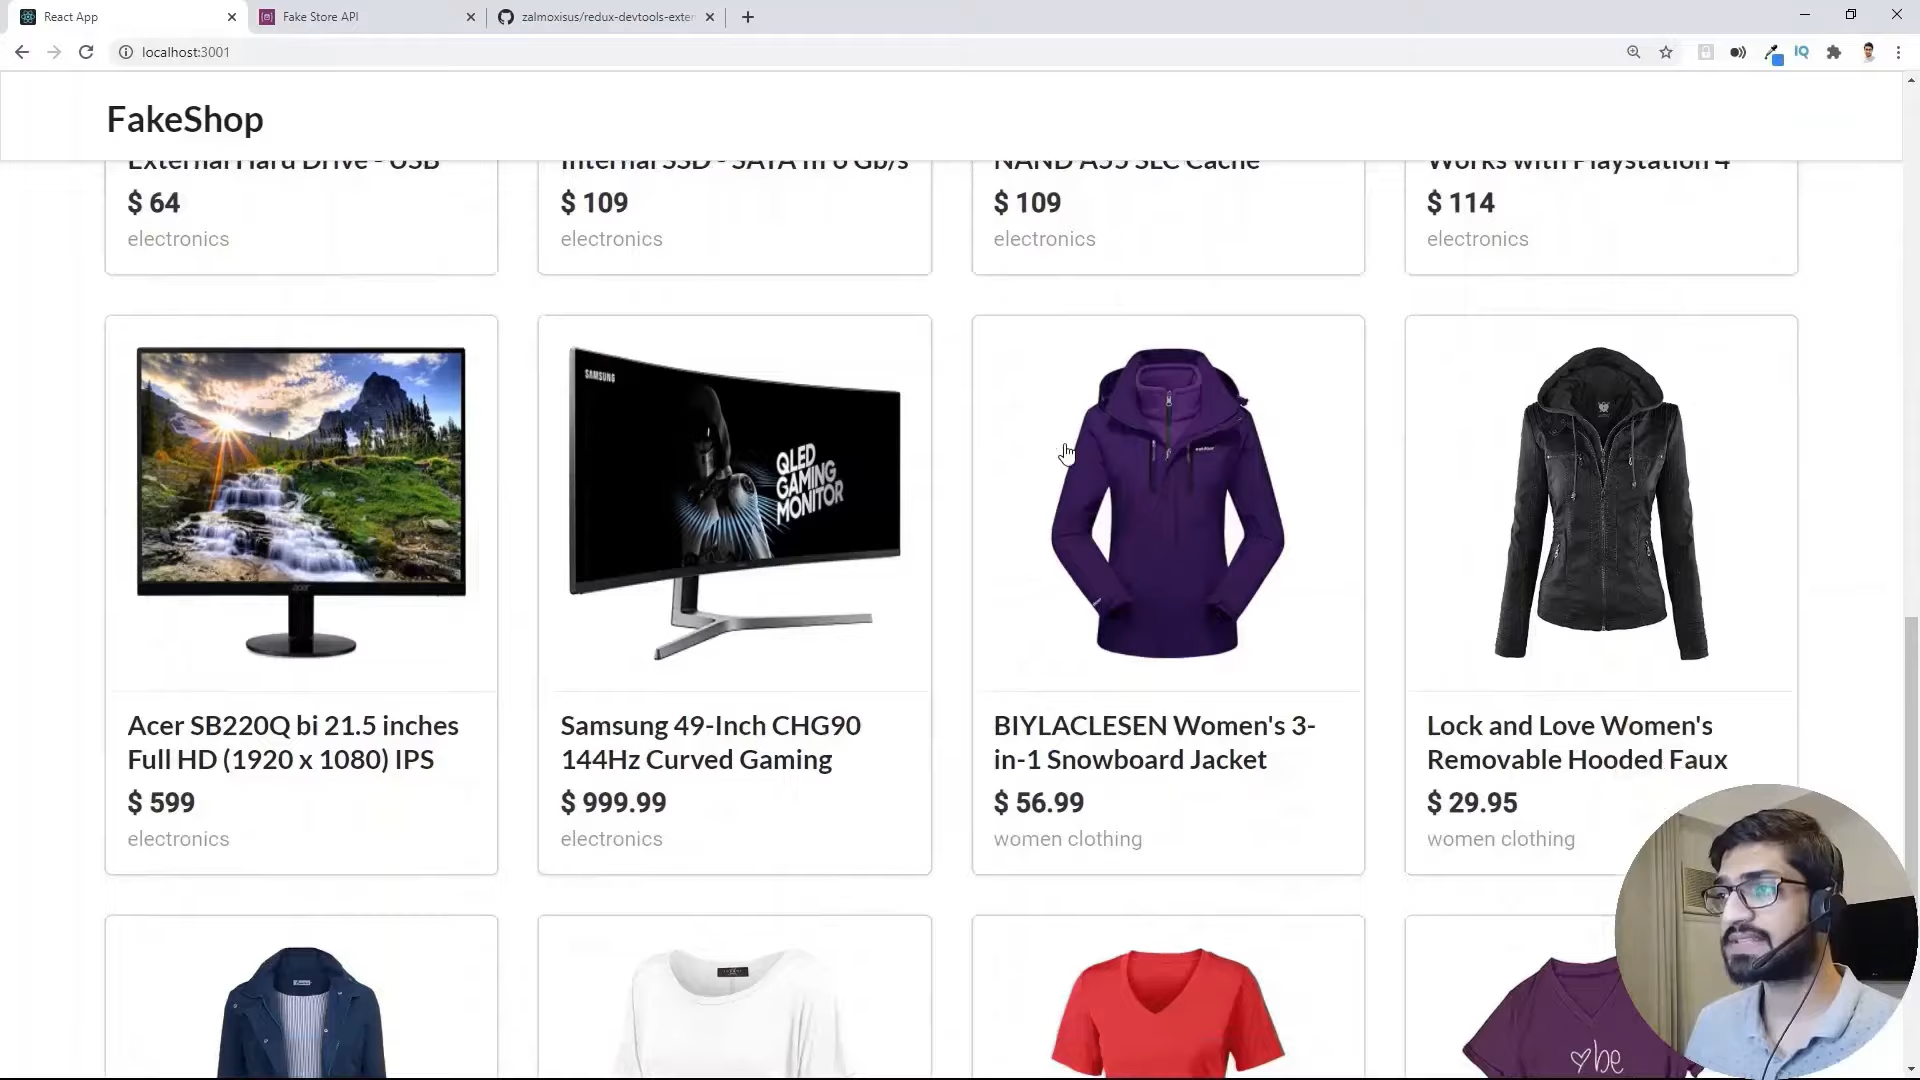 React App
Fake Store API
zalmoxisus/redux-devtools-exten
localhost:3001
FakeShop
External Hard Drive - USB
Internal SSD - SATA III 6 Gb/s
NAND A55 SLC Cache
Works with Playstation 4
$ 64
$ 109
$ 109
$ 114
electronics
electronics
electronics
electronics
SAMSUNG
QLED
GAMING
MONITOR
acer
Acer SB220Q bi 21.5 inches
Full HD (1920 x 1080) IPS
Samsung 49-Inch CHG90
144Hz Curved Gaming
BIYLACLESEN Women's 3-
in-1 Snowboard Jacket
Lock and Love Women's
Removable Hooded Faux
$ 599
$ 999.99
$ 56.99
$ 29.95
electronics
electronics
women clothing
women clothing
be